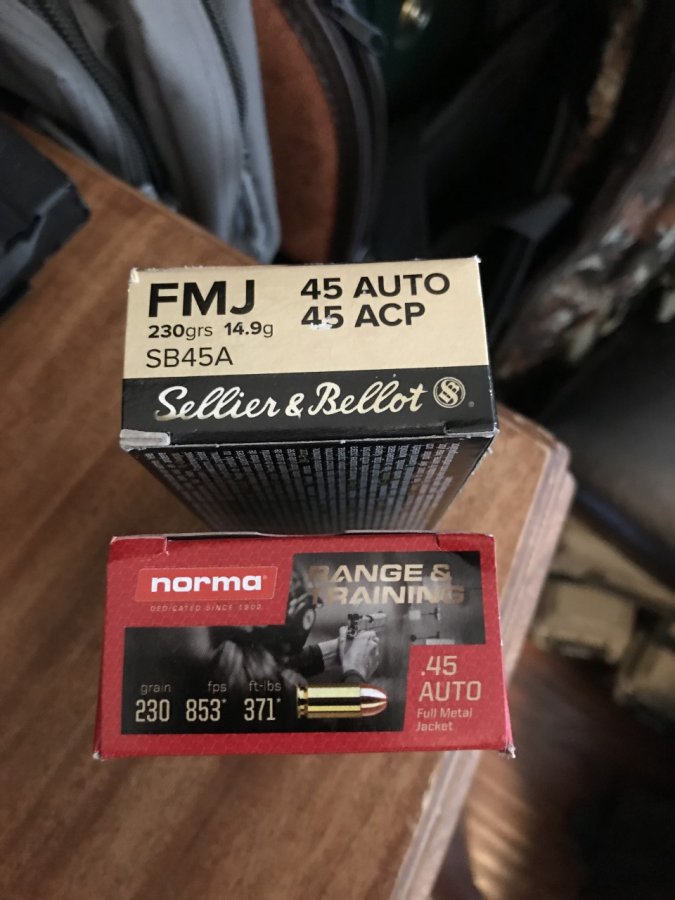 FMJ
45 AUTO
45 ACP
230grs 14.9g
SB45A
Sellier & Bellot
norma
DEDICATED SINCE 1902
RANGE &
TRAINING
grain fps ft-lbs
230 853* 371*
.45
AUTO
Full Metal
Jacket